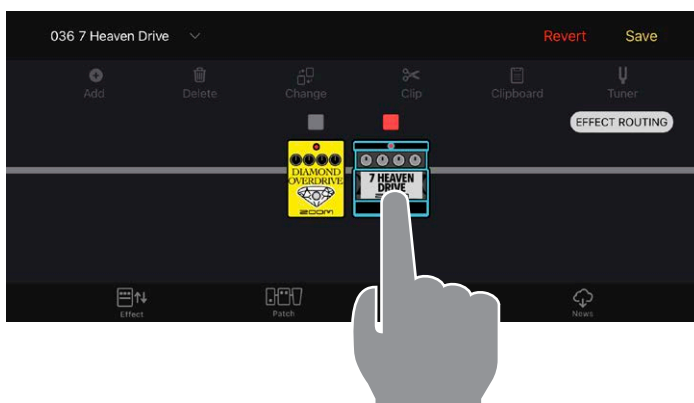 036 7 Heaven Drive
Revert
Save
Add
Delete
Change
Clip
Clipboard
Tuner
EFFECT ROUTING
DIAMOND
OVERDRIVE
ZOOM
7 HEAVEN
DRIVE
Effect
Patch
News